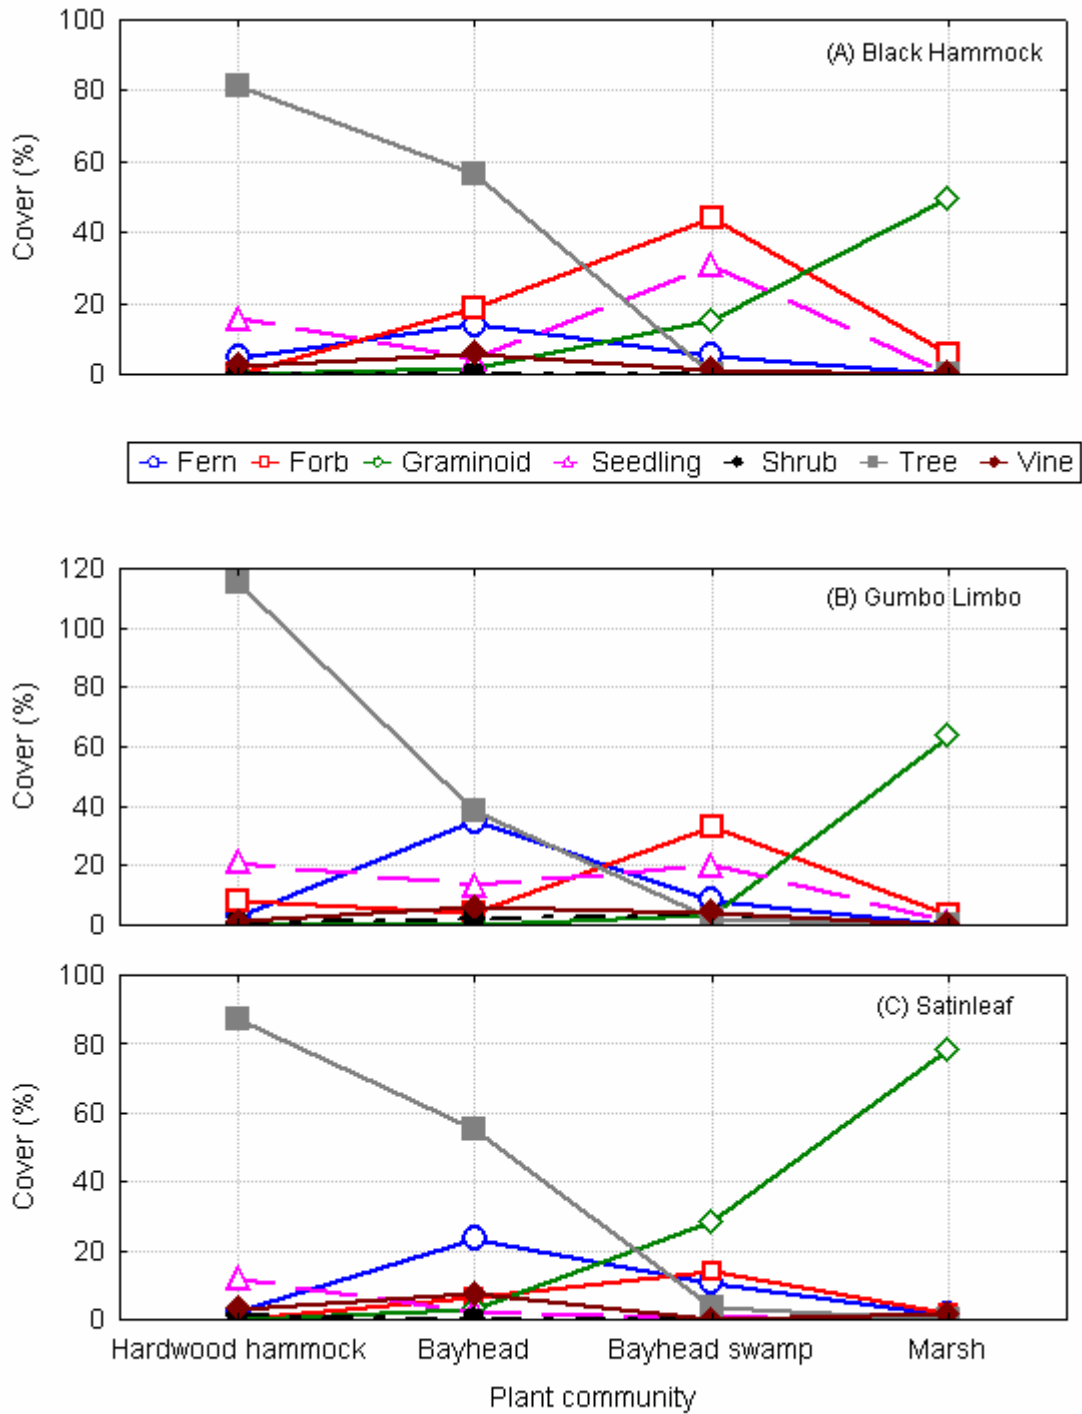 100
80
60
40
20
0
Cover (%)
(A) Black Hammock
Fern Forb Graminoid Seedling Shrub Tree Vine
120
100
80
60
40
20
0
Cover (%)
(B) Gumbo Limbo
100
80
60
40
20
0
Cover (%)
(C) Satinleaf
Hardwood hammock Bayhead Bayhead swamp Marsh
Plant community